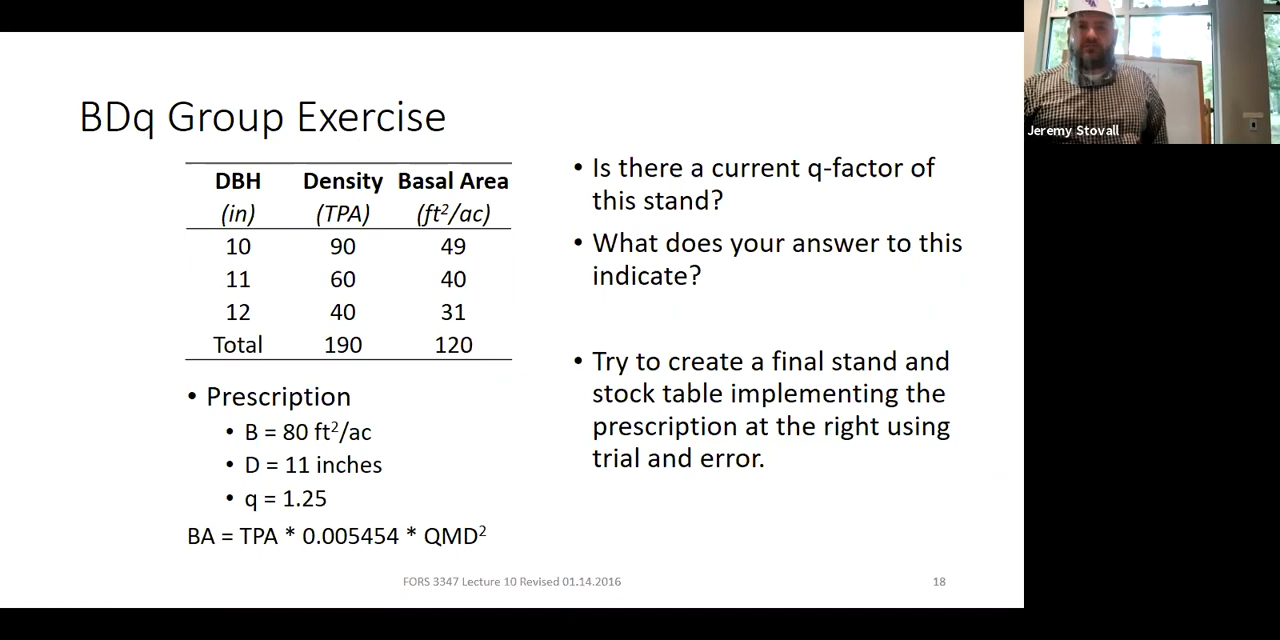 BDq Group Exercise
DBH Density Basal Area
(in) (TPA) (ft²/ac)
10 90 49
11 60 40
12 40 31
Total 190 120
• Prescription
• B = 80 ft²/ac
• D = 11 inches
• q = 1.25
BA = TPA * 0.005454 * QMD²
• Is there a current q-factor of
this stand?
• What does your answer to this
indicate?
• Try to create a final stand and
stock table implementing the
prescription at the right using
trial and error.
FORS 3347 Lecture 10 Revised 01.14.2016
18
Jeremy Stovall